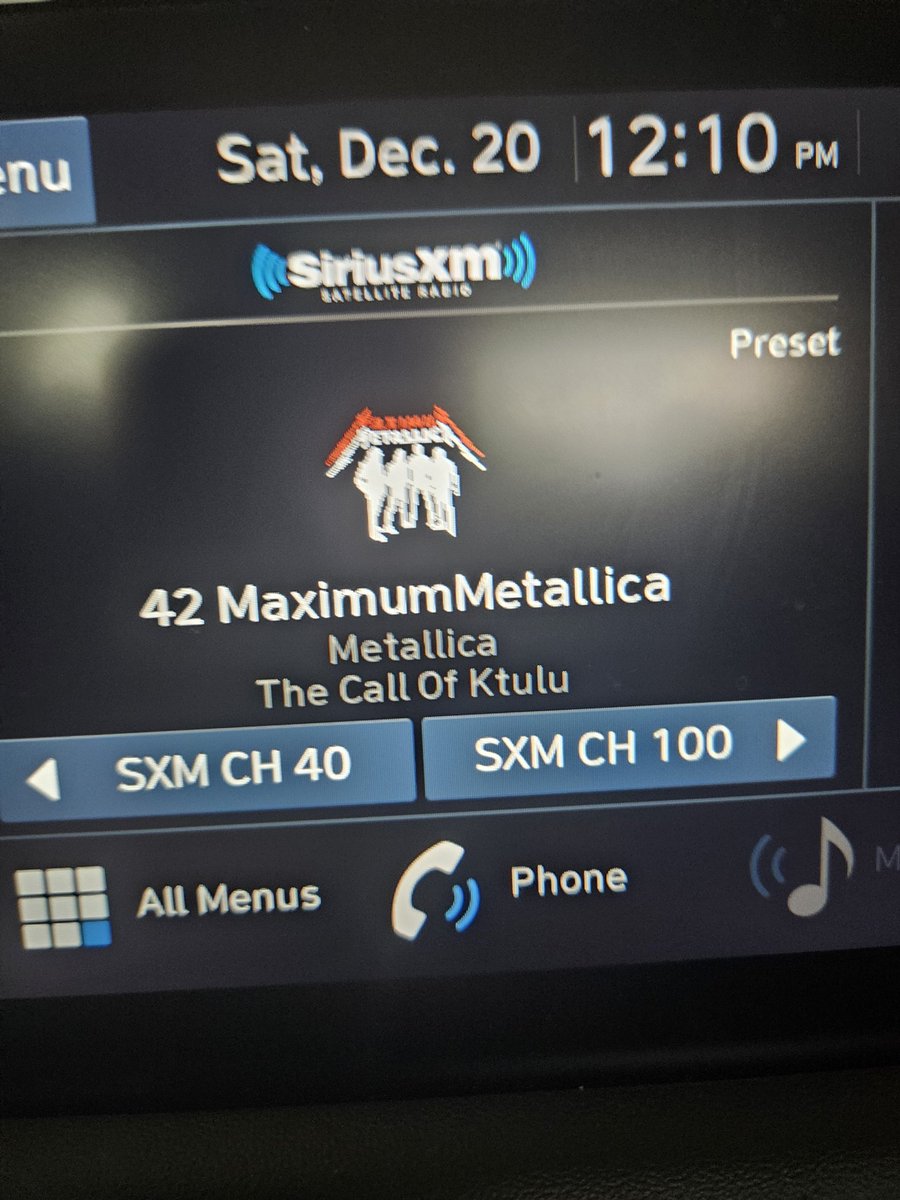 enu
Sat, Dec. 20
12:10 PM
SiriusXM
SATELLITE RADIO
Preset
METALLICA
42 MaximumMetallica
Metallica
The Call Of Ktulu
SXM CH 40
SXM CH 100
All Menus
Phone
M